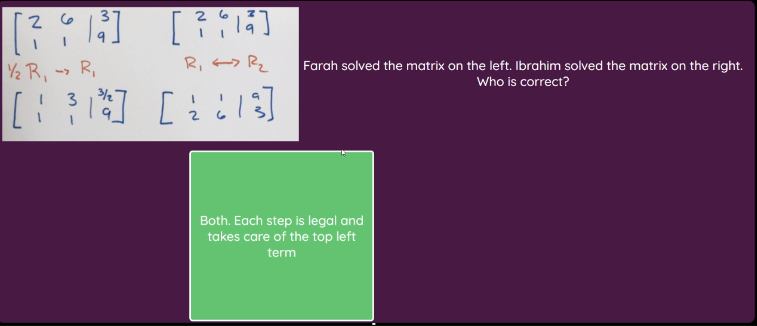 [ 2 6 | 3 ]
[ 1 1 | 9 ]
½ R₁ -> R₁
[ 1 3 | 3/2 ]
[ 1 1 | 9 ]
[ 2 6 | 3 ]
[ 1 1 | 9 ]
R₁ <-> R₂
[ 1 1 | 9 ]
[ 2 6 | 3 ]
Farah solved the matrix on the left. Ibrahim solved the matrix on the right.
Who is correct?
Both. Each step is legal and
takes care of the top left
term